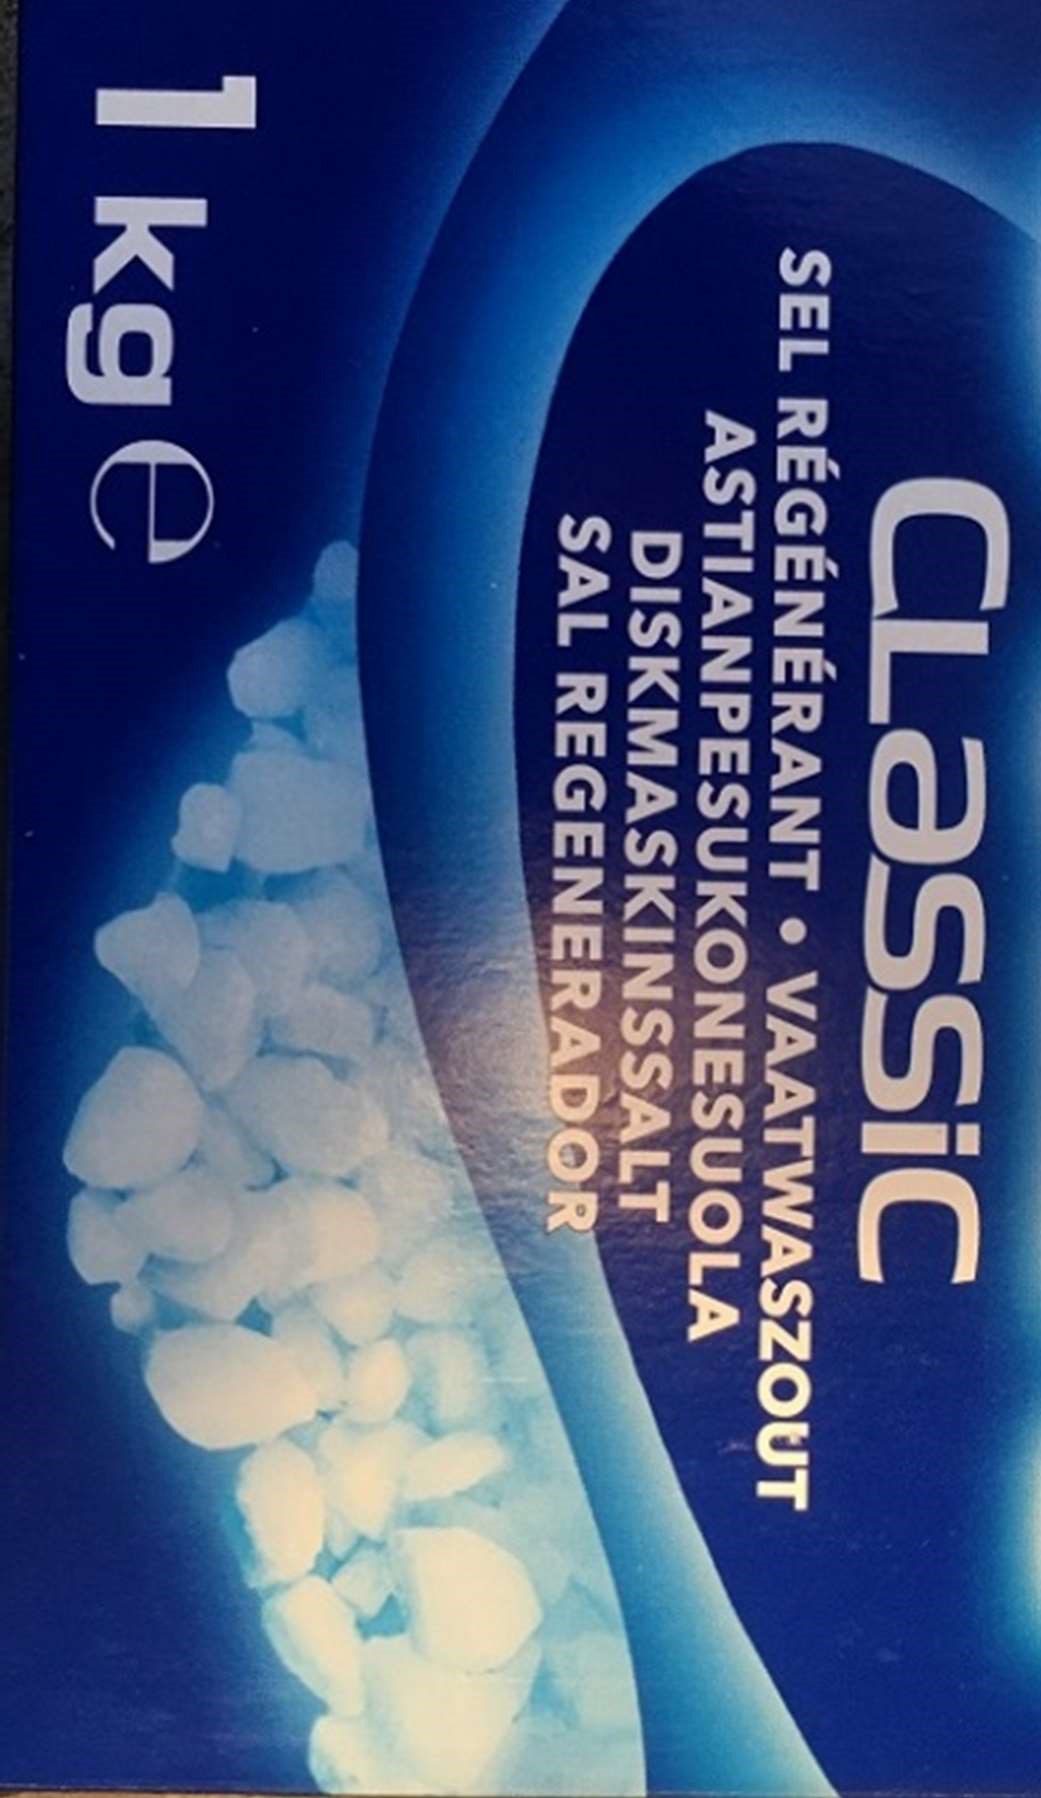 CLassic
SEL RÉGÉNÉRANT • VAATWASZOUT
ASTIANPESUKONESUOLA
DISKMASKINSSALT
SAL REGENERADOR
1 kg e